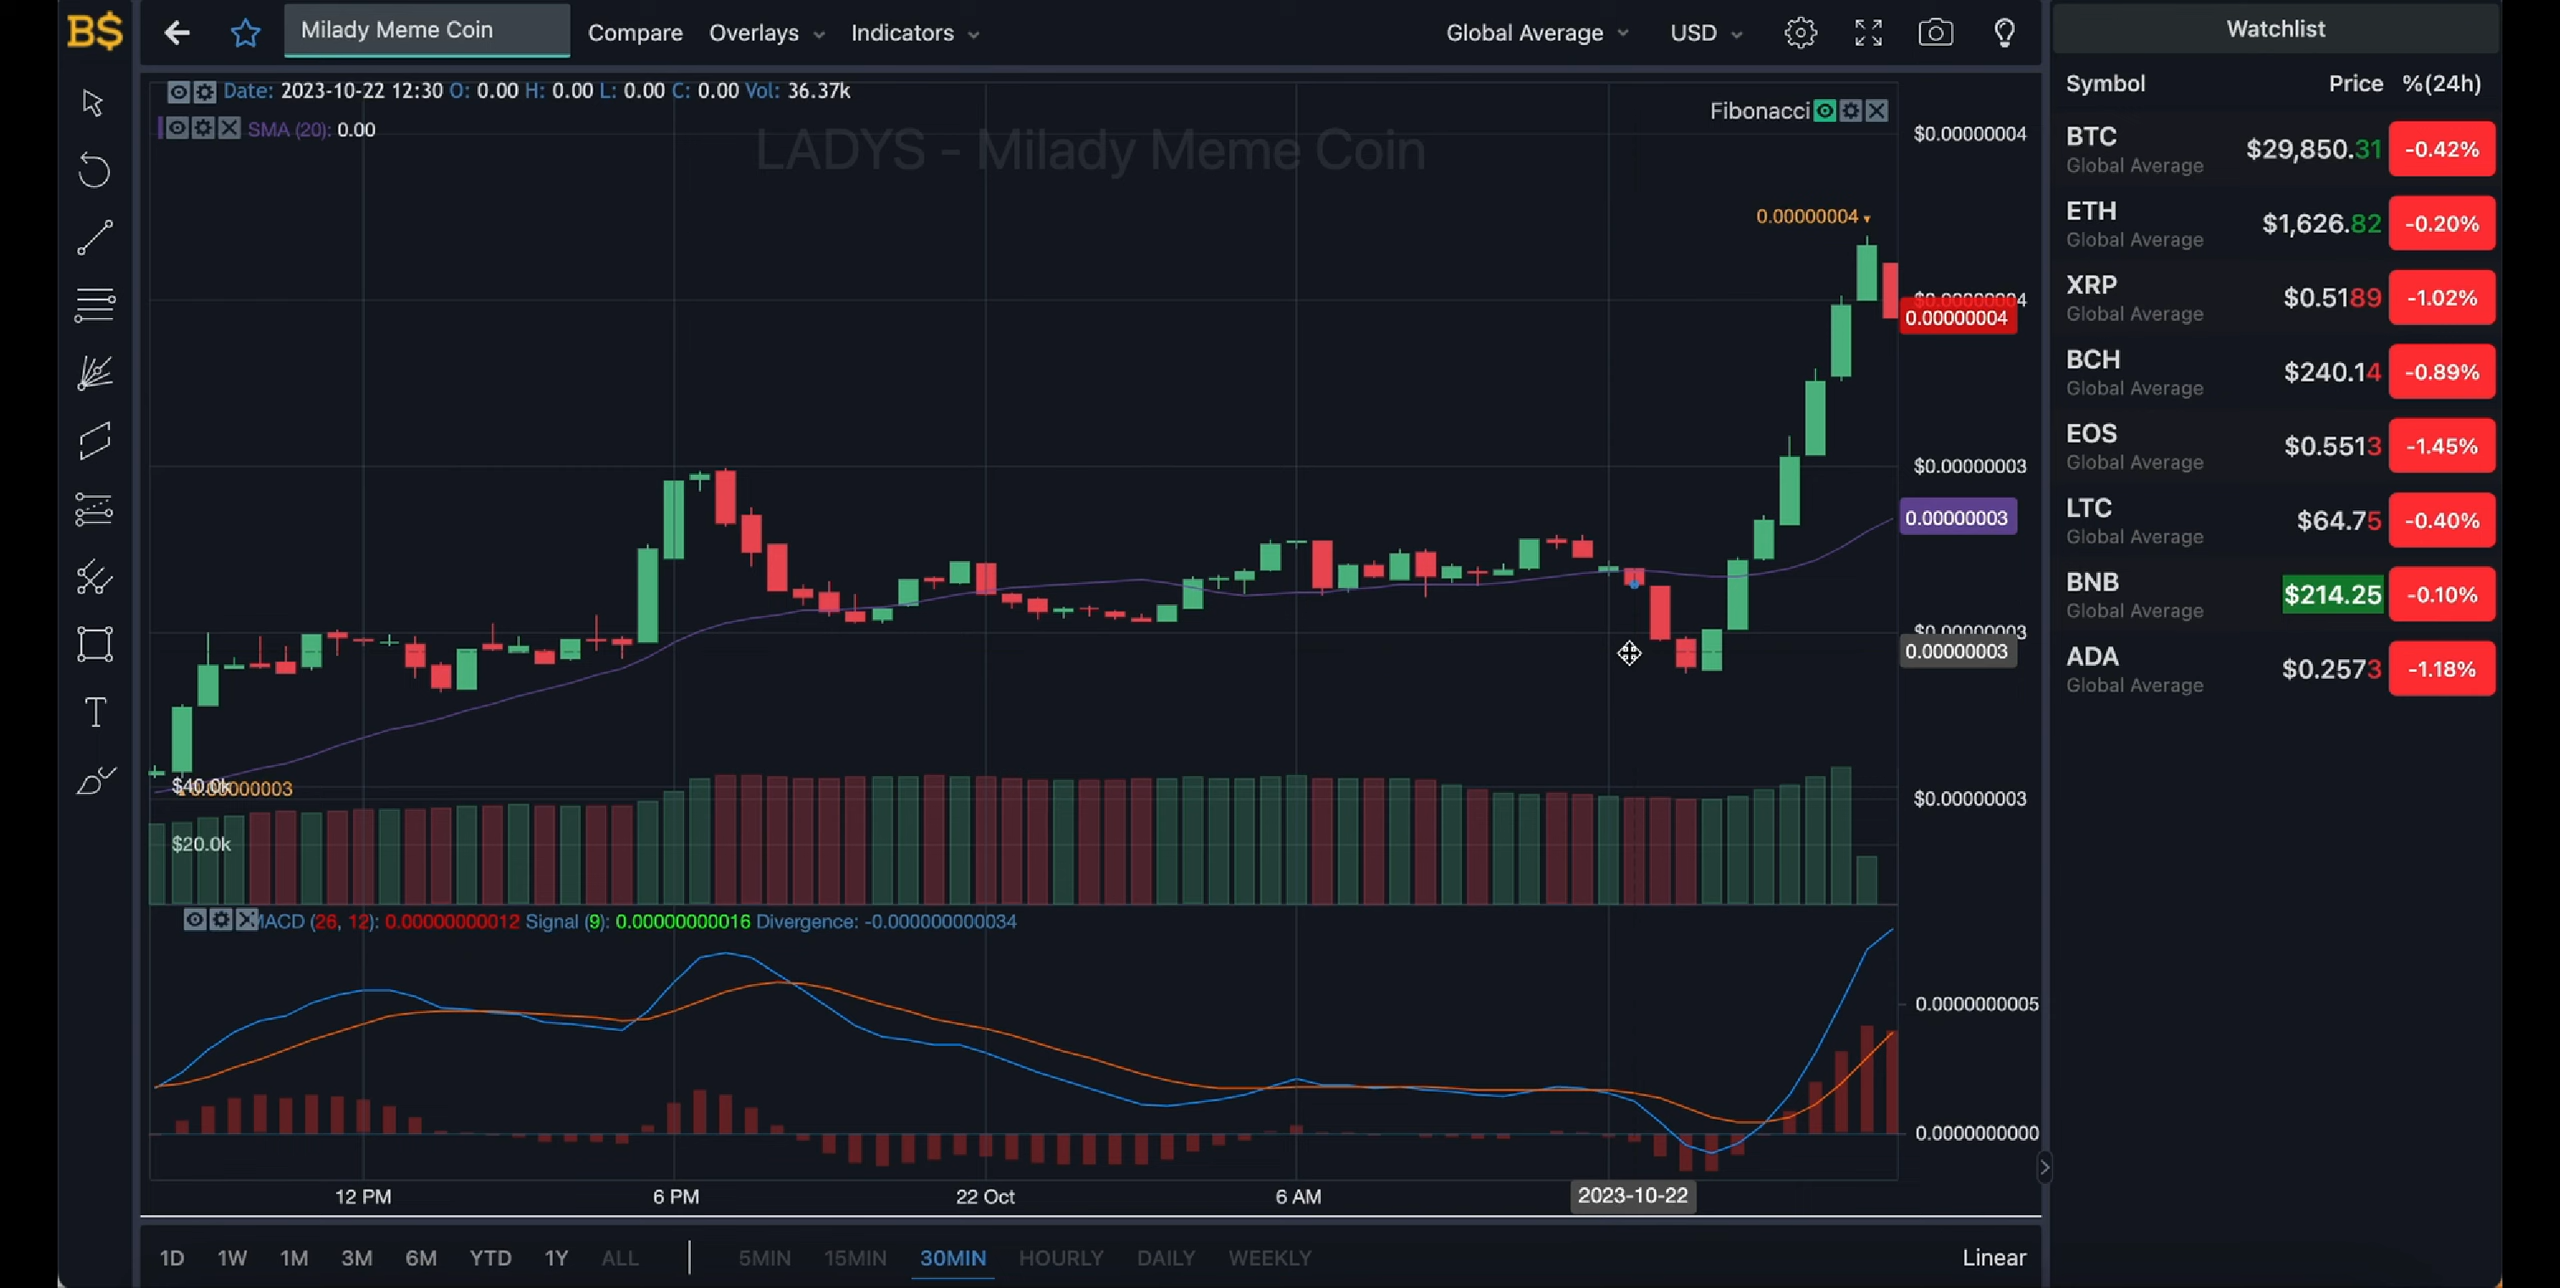 B$
Milady Meme Coin
Compare
Overlays
Indicators
Global Average
USD
Date: 2023-10-22 12:30 O: 0.00 H: 0.00 L: 0.00 C: 0.00 Vol: 36.37k
SMA (20): 0.00
LADYS - Milady Meme Coin
Fibonacci
0.00000004
$0.00000004
$0.00000004
0.00000004
$0.00000003
0.00000003
$0.00000003
0.00000003
$0.00000003
$40.0k
0.00000003
$20.0k
MACD (26, 12): 0.00000000012 Signal (9): 0.00000000016 Divergence: -0.000000000034
0.0000000005
0.0000000000
12 PM
6 PM
22 Oct
6 AM
2023-10-22
1D 1W 1M 3M 6M YTD 1Y ALL
5MIN 15MIN 30MIN HOURLY DAILY WEEKLY
Linear
Watchlist
Symbol Price %(24h)
BTC $29,850.31 -0.42%
Global Average
ETH $1,626.82 -0.20%
Global Average
XRP $0.5189 -1.02%
Global Average
BCH $240.14 -0.89%
Global Average
EOS $0.5513 -1.45%
Global Average
LTC $64.75 -0.40%
Global Average
BNB $214.25 -0.10%
Global Average
ADA $0.2573 -1.18%
Global Average